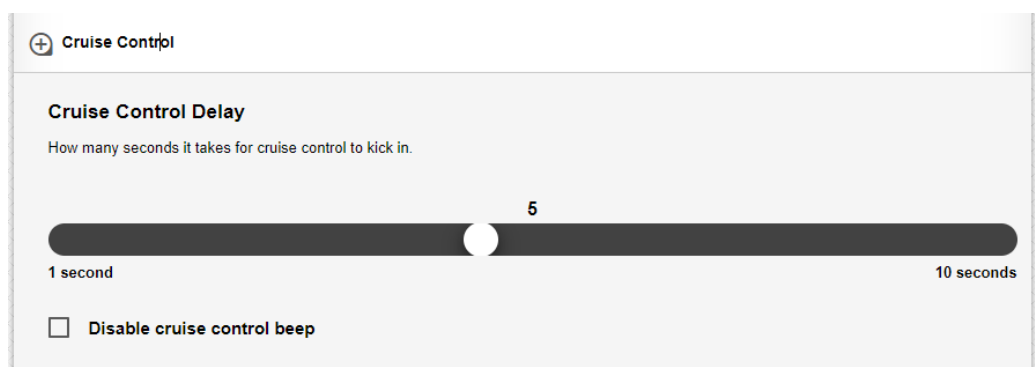 Cruise Control
Cruise Control Delay
How many seconds it takes for cruise control to kick in.
5
1 second 10 seconds
Disable cruise control beep